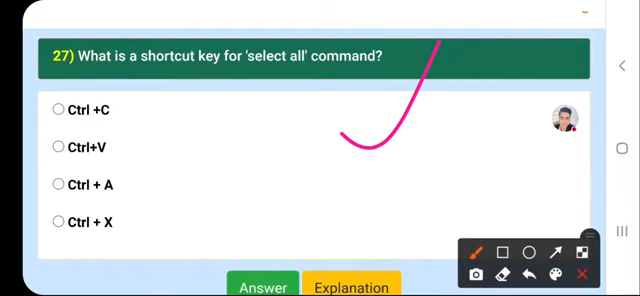 27) What is a shortcut key for 'select all' command?
Ctrl +C
Ctrl+V
Ctrl + A
Ctrl + X
Answer
Explanation